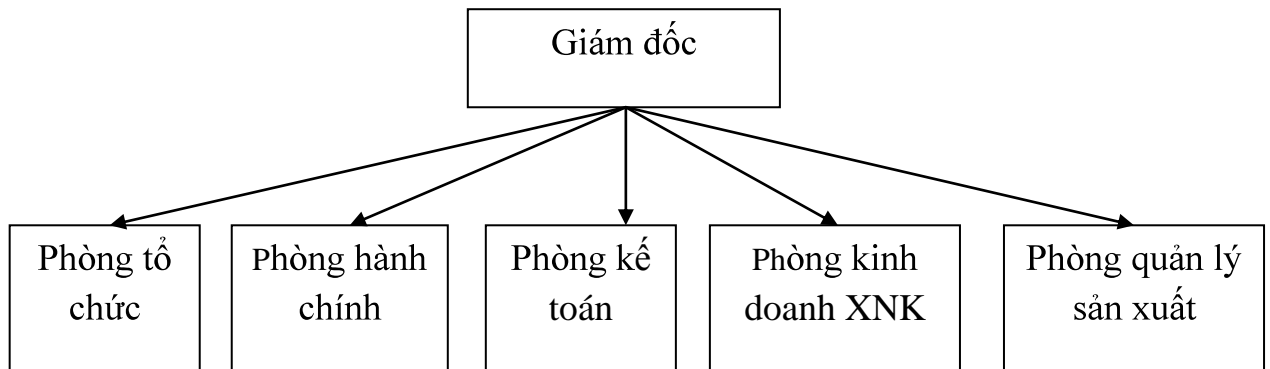 Giám đốc
Phòng tổ
chức
Phòng hành
chính
Phòng kế
toán
Phòng kinh
doanh XNK
Phòng quản lý
sản xuất